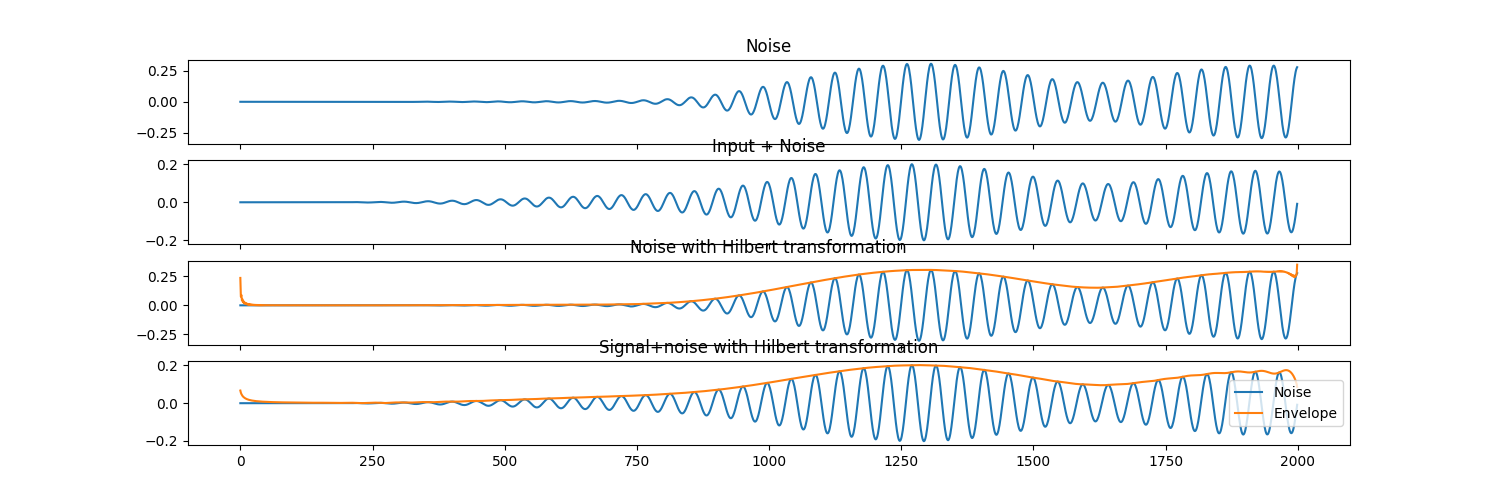 Noise
0.25
0.00
−0.25
Input + Noise
0.2
0.0
−0.2
Noise with Hilbert transformation
0.25
0.00
−0.25
Signal+noise with Hilbert transformation
0.2
0.0
−0.2
Noise
Envelope
0 250 500 750 1000 1250 1500 1750 2000